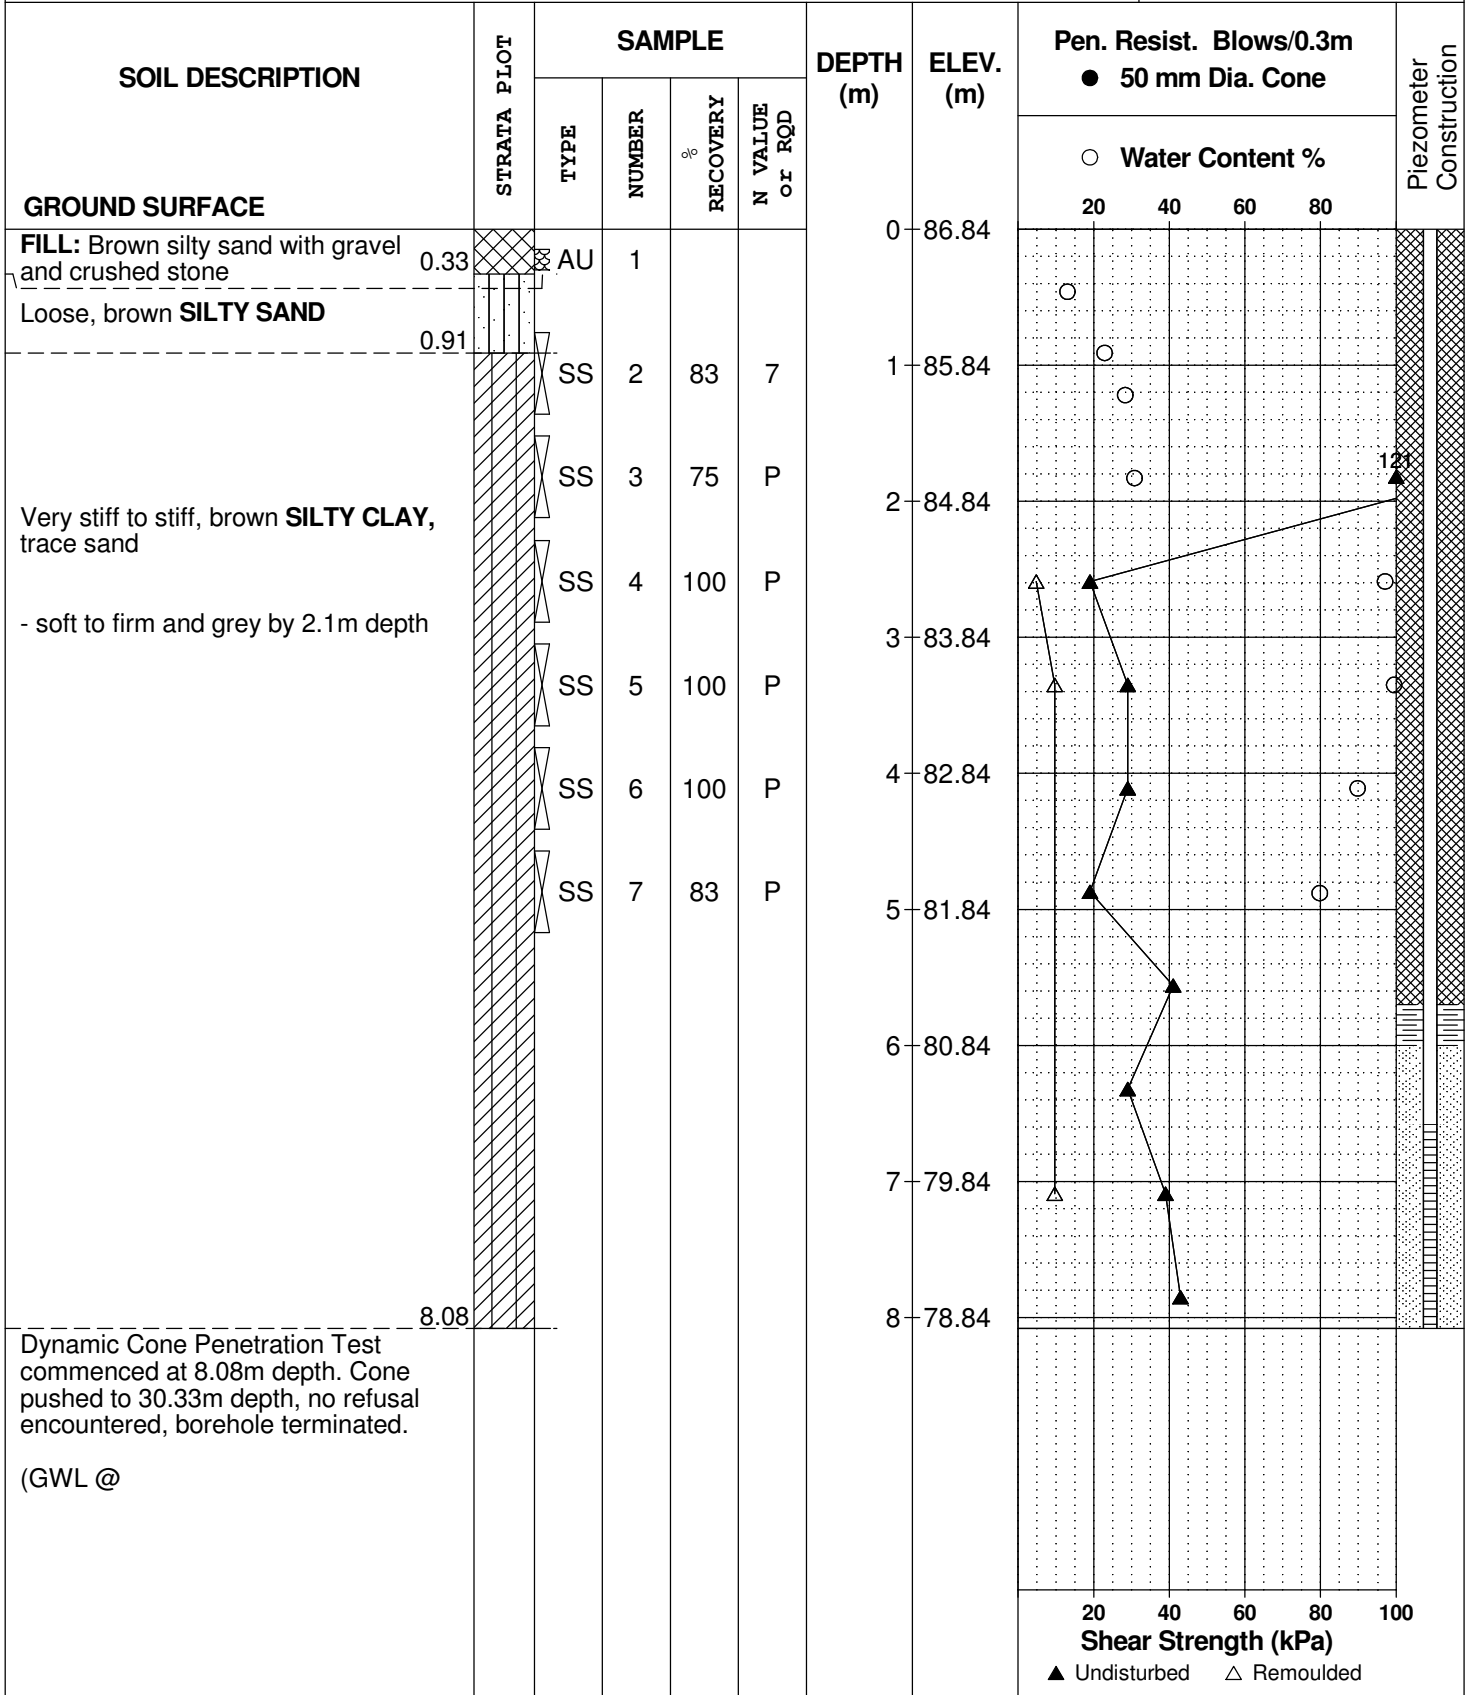 SOIL DESCRIPTION
GROUND SURFACE
STRATA PLOT
SAMPLE
TYPE
NUMBER
% RECOVERY
N VALUE or RQD
DEPTH (m)
ELEV. (m)
Pen. Resist. Blows/0.3m
● 50 mm Dia. Cone
○ Water Content %
20 40 60 80
Piezometer Construction
0 86.84
FILL: Brown silty sand with gravel
and crushed stone 0.33
AU 1
Loose, brown SILTY SAND
0.91
1 85.84
SS 2 83 7
121
SS 3 75 P
2 84.84
Very stiff to stiff, brown SILTY CLAY,
trace sand
SS 4 100 P
- soft to firm and grey by 2.1m depth
3 83.84
SS 5 100 P
4 82.84
SS 6 100 P
SS 7 83 P
5 81.84
6 80.84
7 79.84
8.08
8 78.84
Dynamic Cone Penetration Test
commenced at 8.08m depth. Cone
pushed to 30.33m depth, no refusal
encountered, borehole terminated.
(GWL @
20 40 60 80 100
Shear Strength (kPa)
▲ Undisturbed △ Remoulded